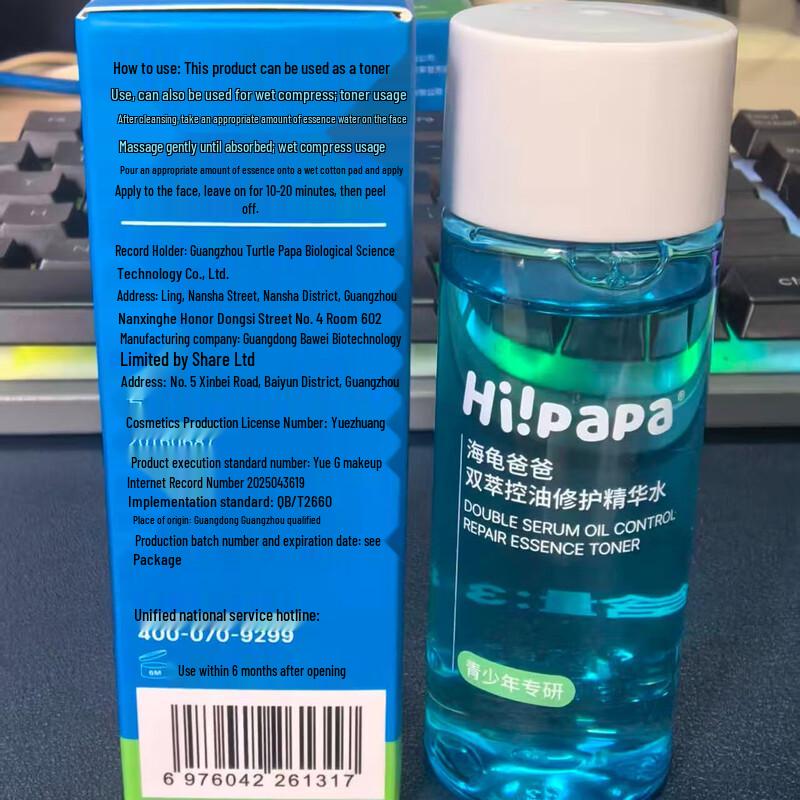 How to use: This product can be used as a toner
Use, can also be used for wet compress; toner usage
After cleansing, take an appropriate amount of essence water on the face
Massage gently until absorbed; wet compress usage
Pour an appropriate amount of essence onto a wet cotton pad and apply
Apply to the face, leave on for 10-20 minutes, then peel
off.
Record Holder: Guangzhou Turtle Papa Biological Science
Technology Co., Ltd.
Address: Ling, Nansha Street, Nansha District, Guangzhou
Nanxinghe Honor Dongsi Street No. 4 Room 602
Manufacturing company: Guangdong Bawei Biotechnology
Limited by Share Ltd
Address: No. 5 Xinbei Road, Baiyun District, Guangzhou
Cosmetics Production License Number: Yuezhuang
Product execution standard number: Yue G makeup
Internet Record Number 2025043619
Implementation standard: QB/T2660
Place of origin: Guangdong Guangzhou qualified
Production batch number and expiration date: see
Package
Unified national service hotline:
400-070-9299
6M Use within 6 months after opening
6 976042 261317
Hi!papa®
海龟爸爸
双萃控油修护精华水
DOUBLE SERUM OIL CONTROL
REPAIR ESSENCE TONER
青少年专研